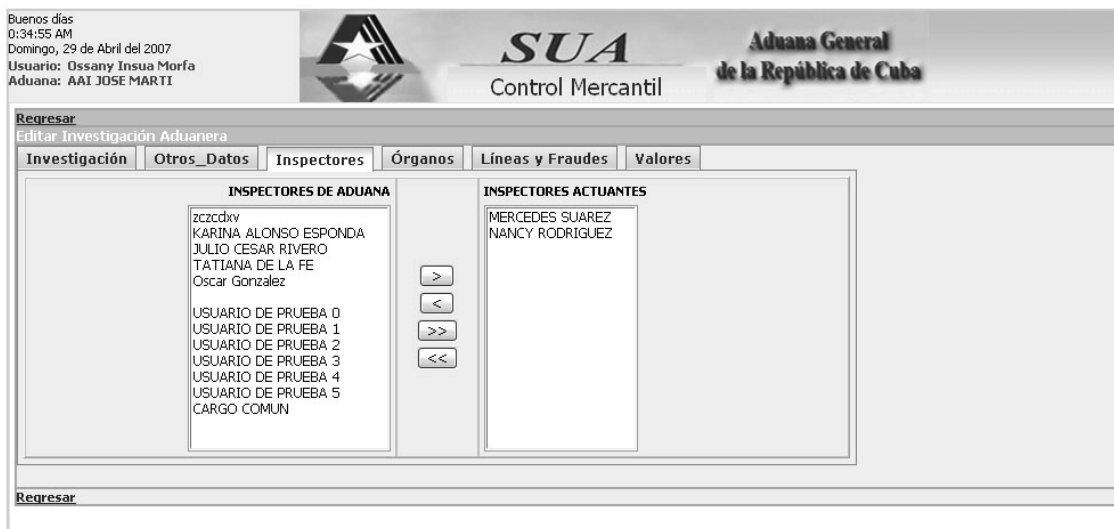 Buenos días
0:34:55 AM
Domingo, 29 de Abril del 2007
Usuario: Ossany Insua Morfa
Aduana: AAI JOSE MARTI
SUA
Control Mercantil
Aduana General
de la República de Cuba
Regresar
Editar Investigación Aduanera
Investigación Otros_Datos Inspectores Órganos Líneas y Fraudes Valores
INSPECTORES DE ADUANA
zczcdxv
KARINA ALONSO ESPONDA
JULIO CESAR RIVERO
TATIANA DE LA FE
Oscar Gonzalez
USUARIO DE PRUEBA 0
USUARIO DE PRUEBA 1
USUARIO DE PRUEBA 2
USUARIO DE PRUEBA 3
USUARIO DE PRUEBA 4
USUARIO DE PRUEBA 5
CARGO COMUN
>
<
>>
<<
INSPECTORES ACTUANTES
MERCEDES SUAREZ
NANCY RODRIGUEZ
Regresar